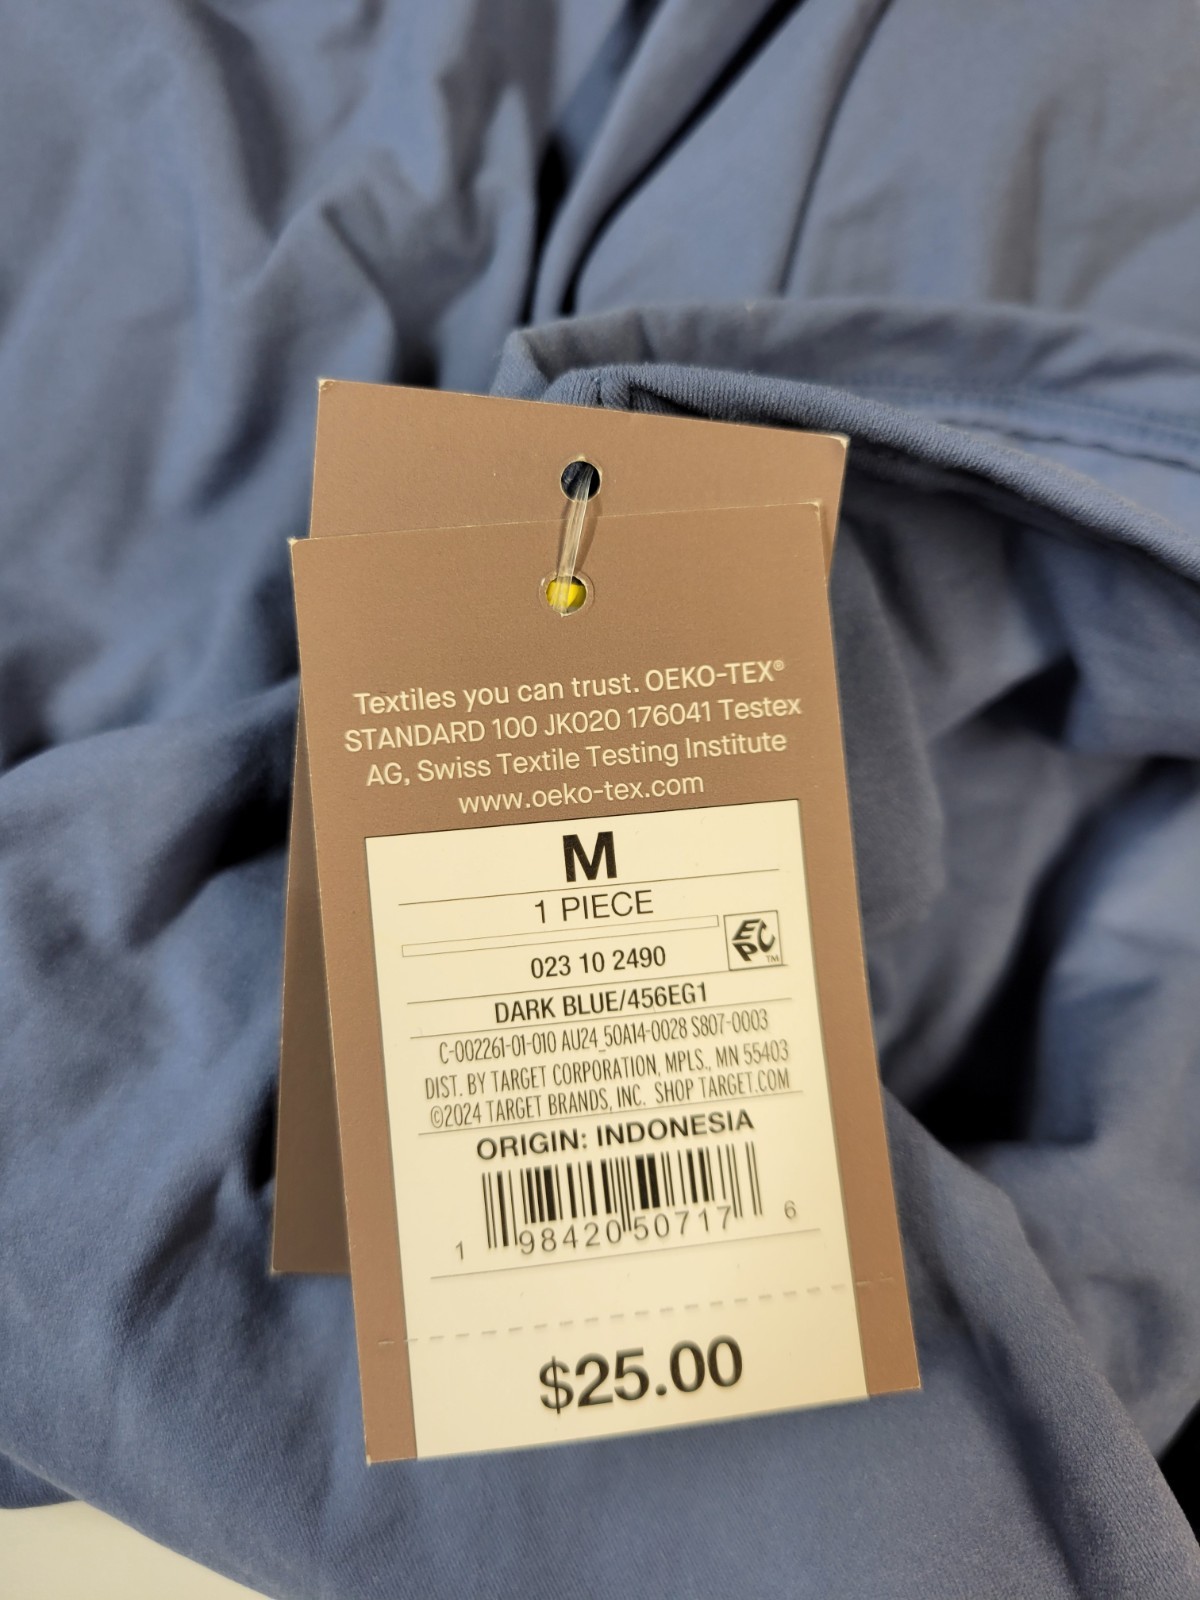 Textiles you can trust. OEKO-TEX®
STANDARD 100 JK020 176041 Testex
AG, Swiss Textile Testing Institute
www.oeko-tex.com
M
1 PIECE
EPC™
023 10 2490
DARK BLUE/456EG1
C-002261-01-010 AU24_50A14-0028 S807-0003
DIST. BY TARGET CORPORATION, MPLS., MN 55403
©2024 TARGET BRANDS, INC. SHOP TARGET.COM
ORIGIN: INDONESIA
1 98420 50717 6
$25.00